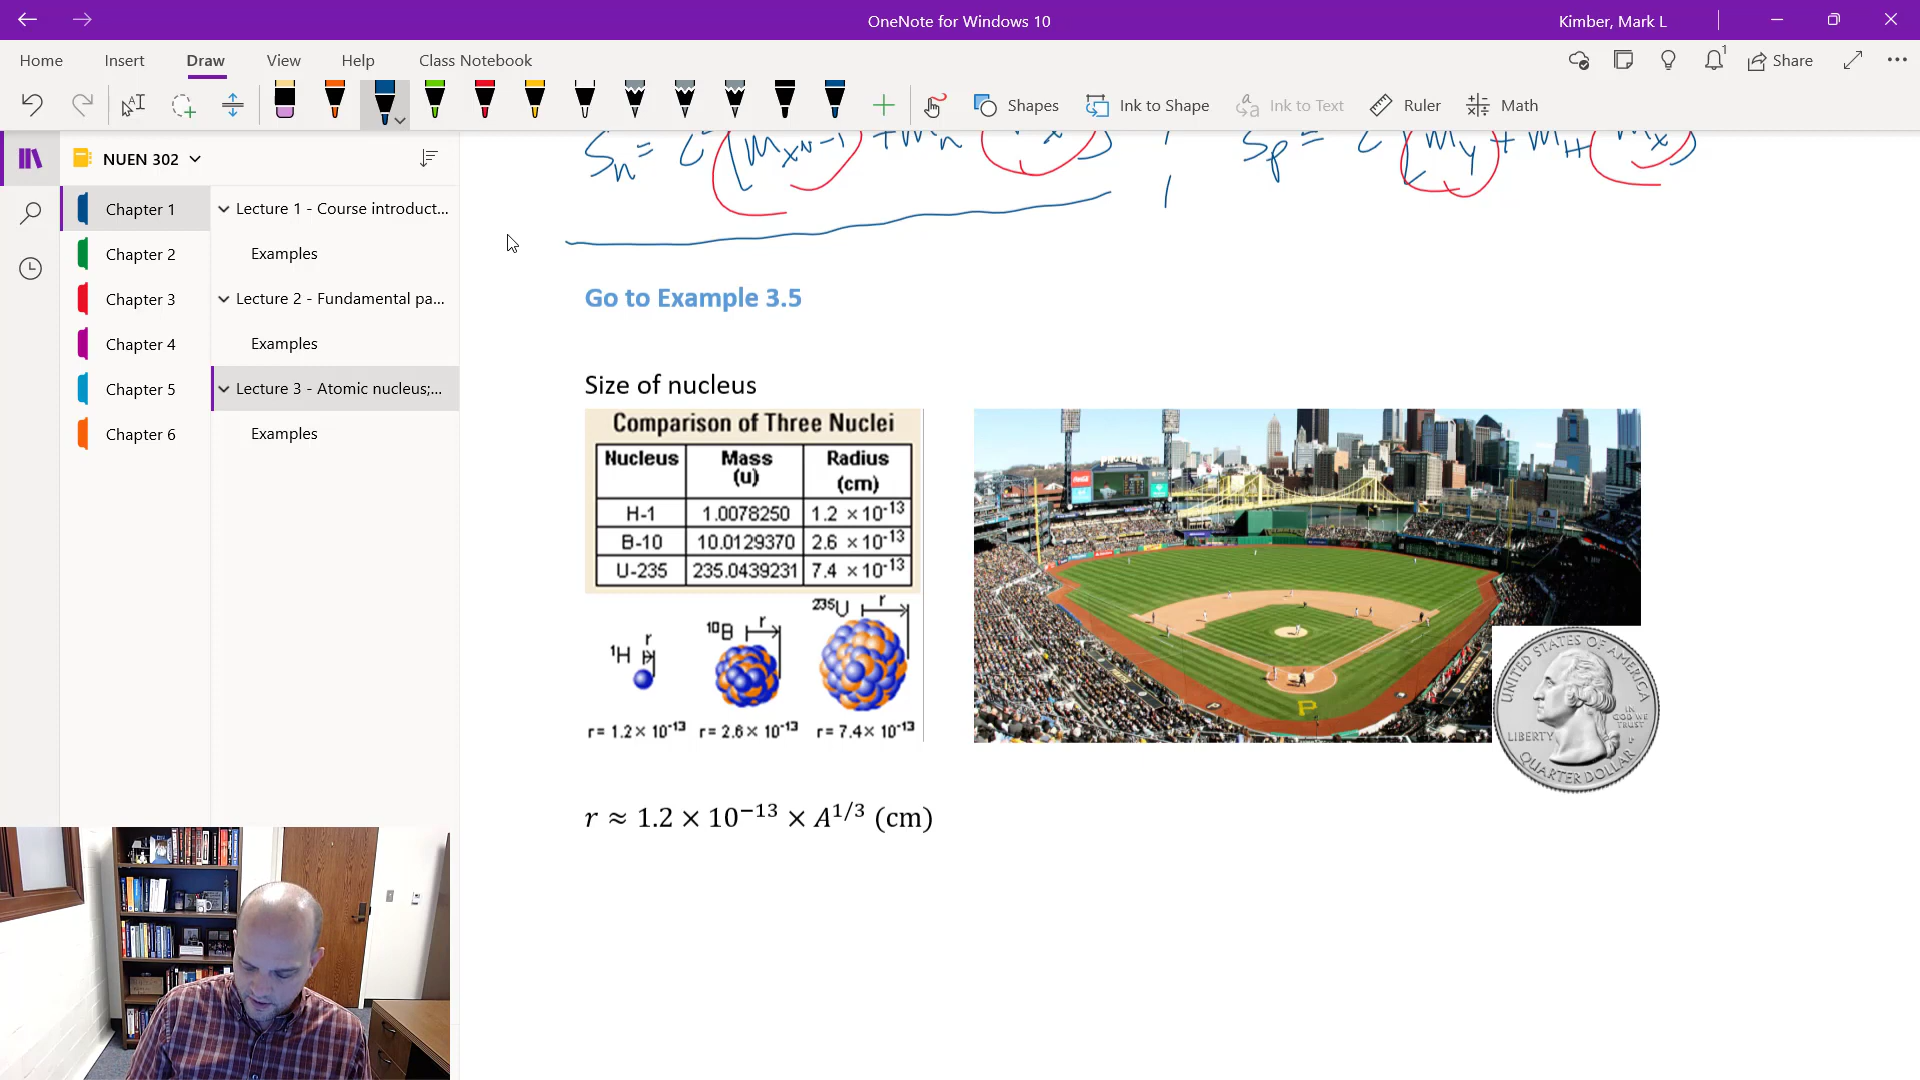 OneNote for Windows 10
Kimber, Mark L
Home Insert Draw View Help Class Notebook
1
Share
Shapes
Ink to Shape
Ink to Text
Ruler
Math
NUEN 302
Chapter 1
Chapter 2
Chapter 3
Chapter 4
Chapter 5
Chapter 6
Lecture 1 - Course introduct...
Examples
Lecture 2 - Fundamental pa...
Examples
Lecture 3 - Atomic nucleus;...
Examples
Go to Example 3.5
Size of nucleus
Comparison of Three Nuclei
Nucleus Mass (u) Radius (cm)
H-1 1.0078250 1.2 × 10⁻¹³
B-10 10.0129370 2.6 × 10⁻¹³
U-235 235.0439231 7.4 × 10⁻¹³
¹H r ¹⁰B r ²³⁵U r
r= 1.2× 10⁻¹³ r= 2.6× 10⁻¹³ r= 7.4× 10⁻¹³
P
UNITED STATES OF AMERICA
IN GOD WE TRUST
LIBERTY
P
QUARTER DOLLAR
r ≈ 1.2 × 10⁻¹³ × A^{1/3} (cm)